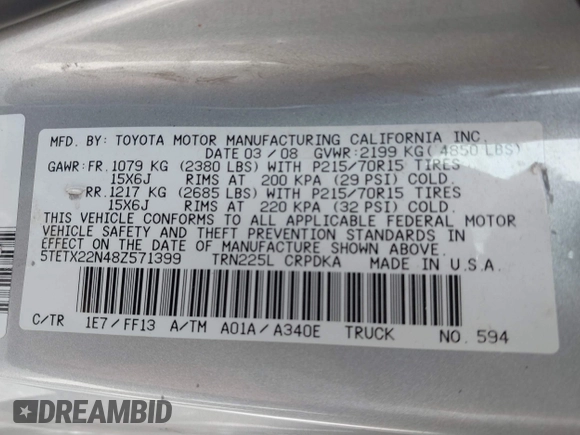 MFD. BY: TOYOTA MOTOR MANUFACTURING CALIFORNIA INC.
DATE 03 / 08 GVWR: 2199 KG ( 4850 LBS)
GAWR: FR. 1079 KG (2380 LBS) WITH P215/70R15 TIRES
15X6J RIMS AT 200 KPA (29 PSI) COLD.
RR. 1217 KG (2685 LBS) WITH P215/70R15 TIRES
15X6J RIMS AT 220 KPA (32 PSI) COLD.
THIS VEHICLE CONFORMS TO ALL APPLICABLE FEDERAL MOTOR
VEHICLE SAFETY AND THEFT PREVENTION STANDARDS IN
EFFECT ON THE DATE OF MANUFACTURE SHOWN ABOVE.
5TETX22N48Z571399 TRN225L CRPDKA MADE IN U.S.A.
C/TR 1E7 / FF13 A/TM A01A / A340E TRUCK NO. 594
DREAMBID